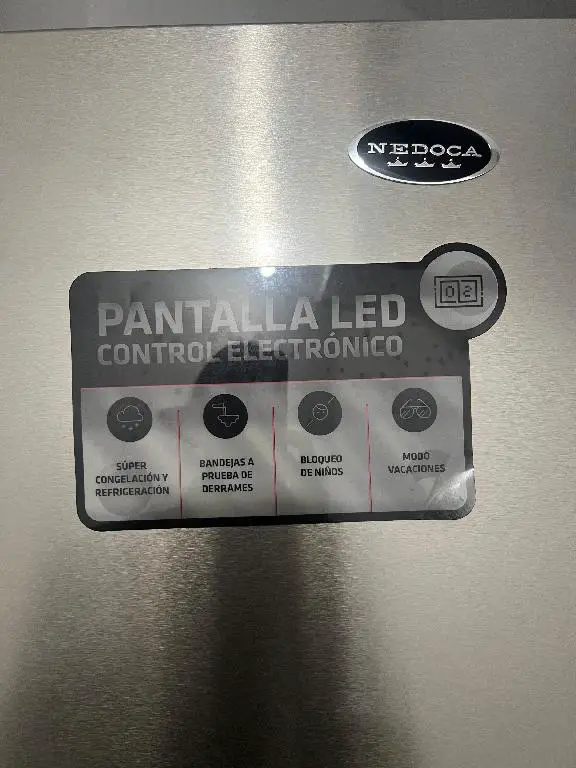 NEDOCA
PANTALLA LED
CONTROL ELECTRÓNICO
SÚPER
CONGELACIÓN Y
REFRIGERACIÓN
BANDEJAS A
PRUEBA DE
DERRAMES
BLOQUEO
DE NIÑOS
MODO
VACACIONES